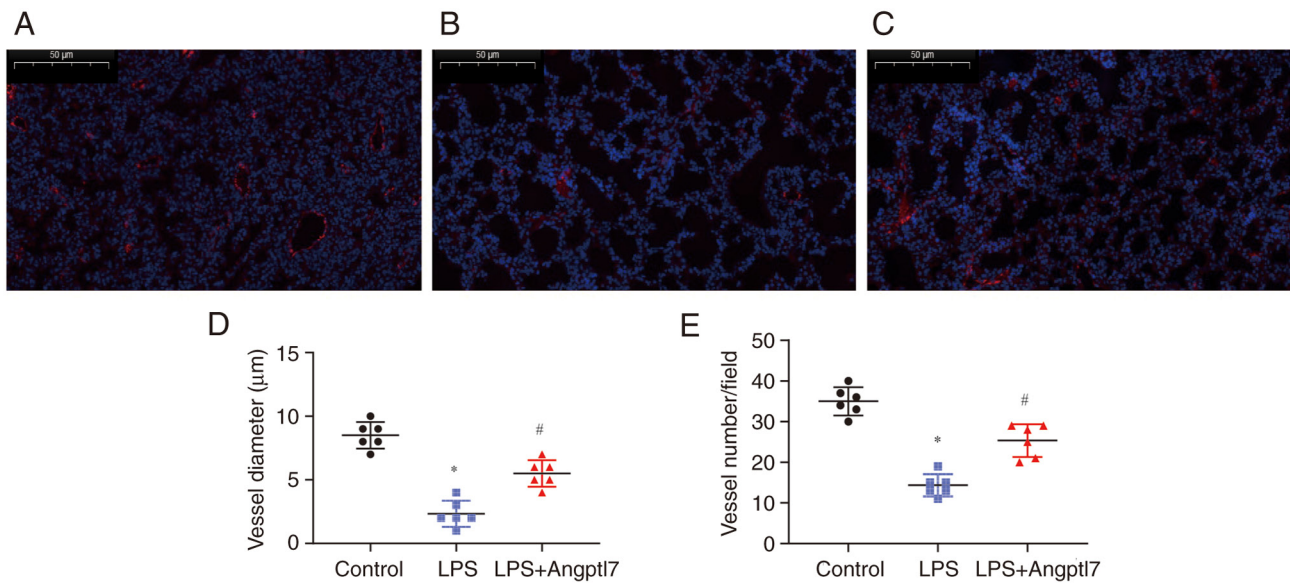 A
B
C
50 µm
50 µm
50 µm
D
E
Vessel diameter (µm)
15
10
5
0
*
#
Control
LPS
LPS+Angptl7
Vessel number/field
50
40
30
20
10
0
*
#
Control
LPS
LPS+Angptl7